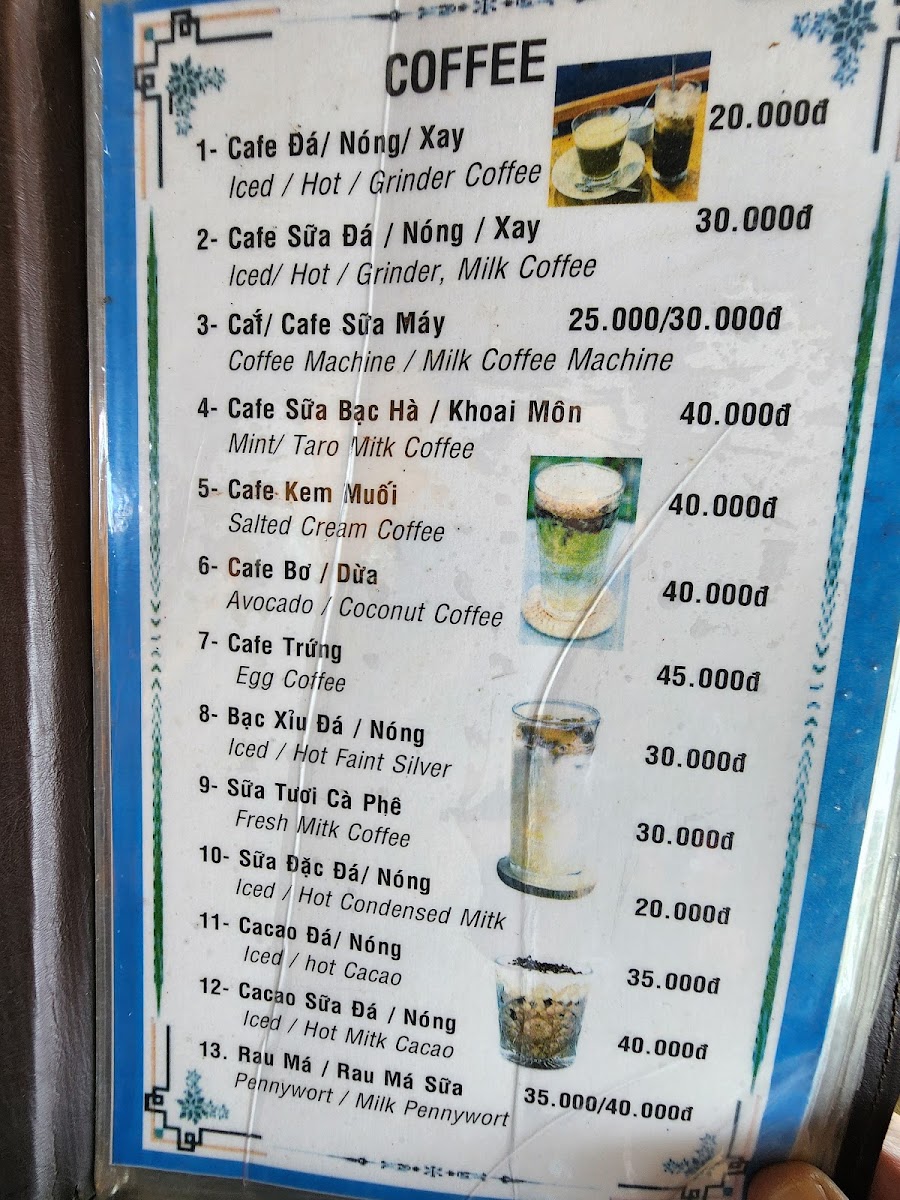 COFFEE
1- Cafe Đá/ Nóng/ Xay 20.000đ
Iced / Hot / Grinder Coffee
2- Cafe Sữa Đá / Nóng / Xay 30.000đ
Iced/ Hot / Grinder, Milk Coffee
3- Caf/ Cafe Sữa Máy 25.000/30.000đ
Coffee Machine / Milk Coffee Machine
4- Cafe Sữa Bạc Hà / Khoai Môn 40.000đ
Mint/ Taro Mitk Coffee
5- Cafe Kem Muối 40.000đ
Salted Cream Coffee
6- Cafe Bơ / Dừa 40.000đ
Avocado / Coconut Coffee
7- Cafe Trứng 45.000đ
Egg Coffee
8- Bạc Xỉu Đá / Nóng 30.000đ
Iced / Hot Faint Silver
9- Sữa Tươi Cà Phê 30.000đ
Fresh Mitk Coffee
10- Sữa Đặc Đá/ Nóng 20.000đ
Iced / Hot Condensed Mitk
11- Cacao Đá/ Nóng 35.000đ
Iced / hot Cacao
12- Cacao Sữa Đá / Nóng 40.000đ
Iced / Hot Mitk Cacao
13. Rau Má / Rau Má Sữa 35.000/40.000đ
Pennywort / Milk Pennywort